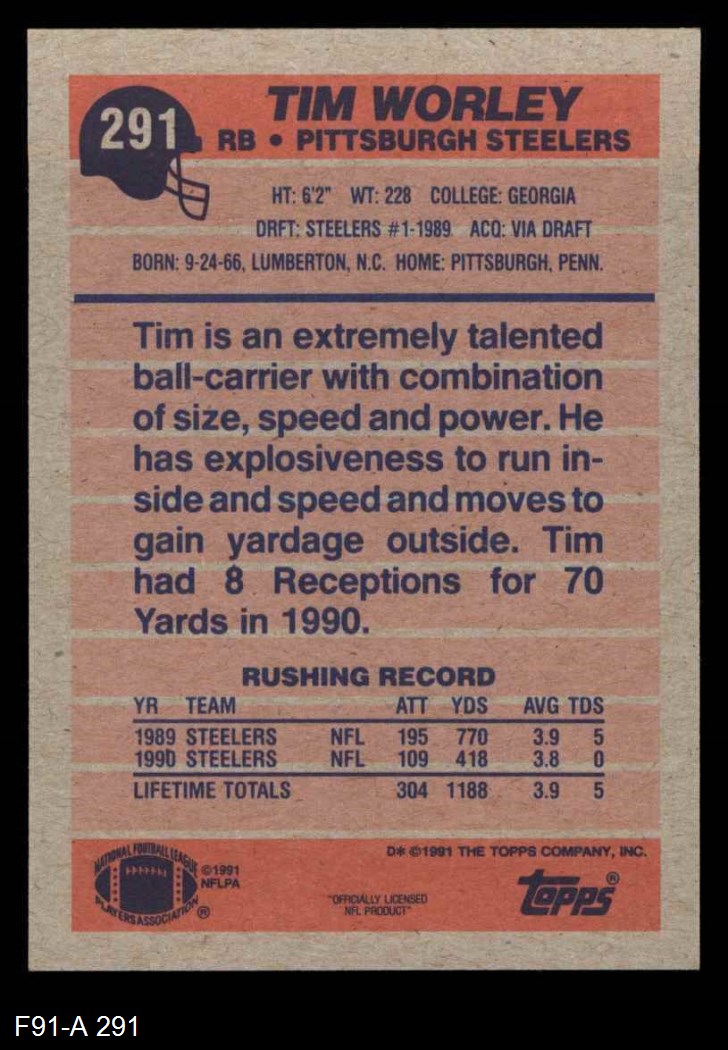 291
TIM WORLEY
RB • PITTSBURGH STEELERS
HT: 6'2" WT: 228 COLLEGE: GEORGIA
DRFT: STEELERS #1-1989 ACQ: VIA DRAFT
BORN: 9-24-66, LUMBERTON, N.C. HOME: PITTSBURGH, PENN.
Tim is an extremely talented
ball-carrier with combination
of size, speed and power. He
has explosiveness to run in-
side and speed and moves to
gain yardage outside. Tim
had 8 Receptions for 70
Yards in 1990.
RUSHING RECORD
YR TEAM ATT YDS AVG TDS
1989 STEELERS NFL 195 770 3.9 5
1990 STEELERS NFL 109 418 3.8 0
LIFETIME TOTALS 304 1188 3.9 5
NATIONAL FOOTBALL LEAGUE
PLAYERS ASSOCIATION ®
©1991
NFLPA
D* ©1991 THE TOPPS COMPANY, INC.
"OFFICIALLY LICENSED
NFL PRODUCT"
topps®
F91-A 291